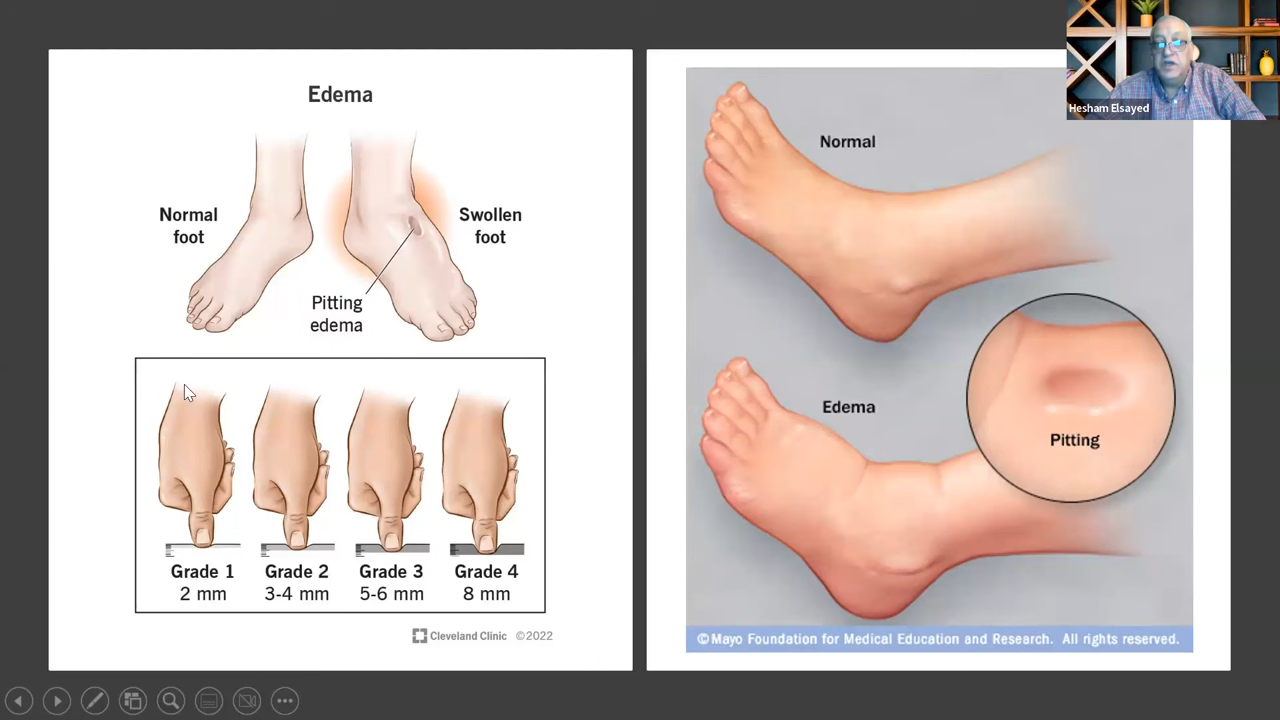 Edema
Normal
foot
Swollen
foot
Pitting
edema
Grade 1
2 mm
Grade 2
3-4 mm
Grade 3
5-6 mm
Grade 4
8 mm
Cleveland Clinic ©2022
Normal
Edema
Pitting
©Mayo Foundation for Medical Education and Research. All rights reserved.
Hesham Elsayed